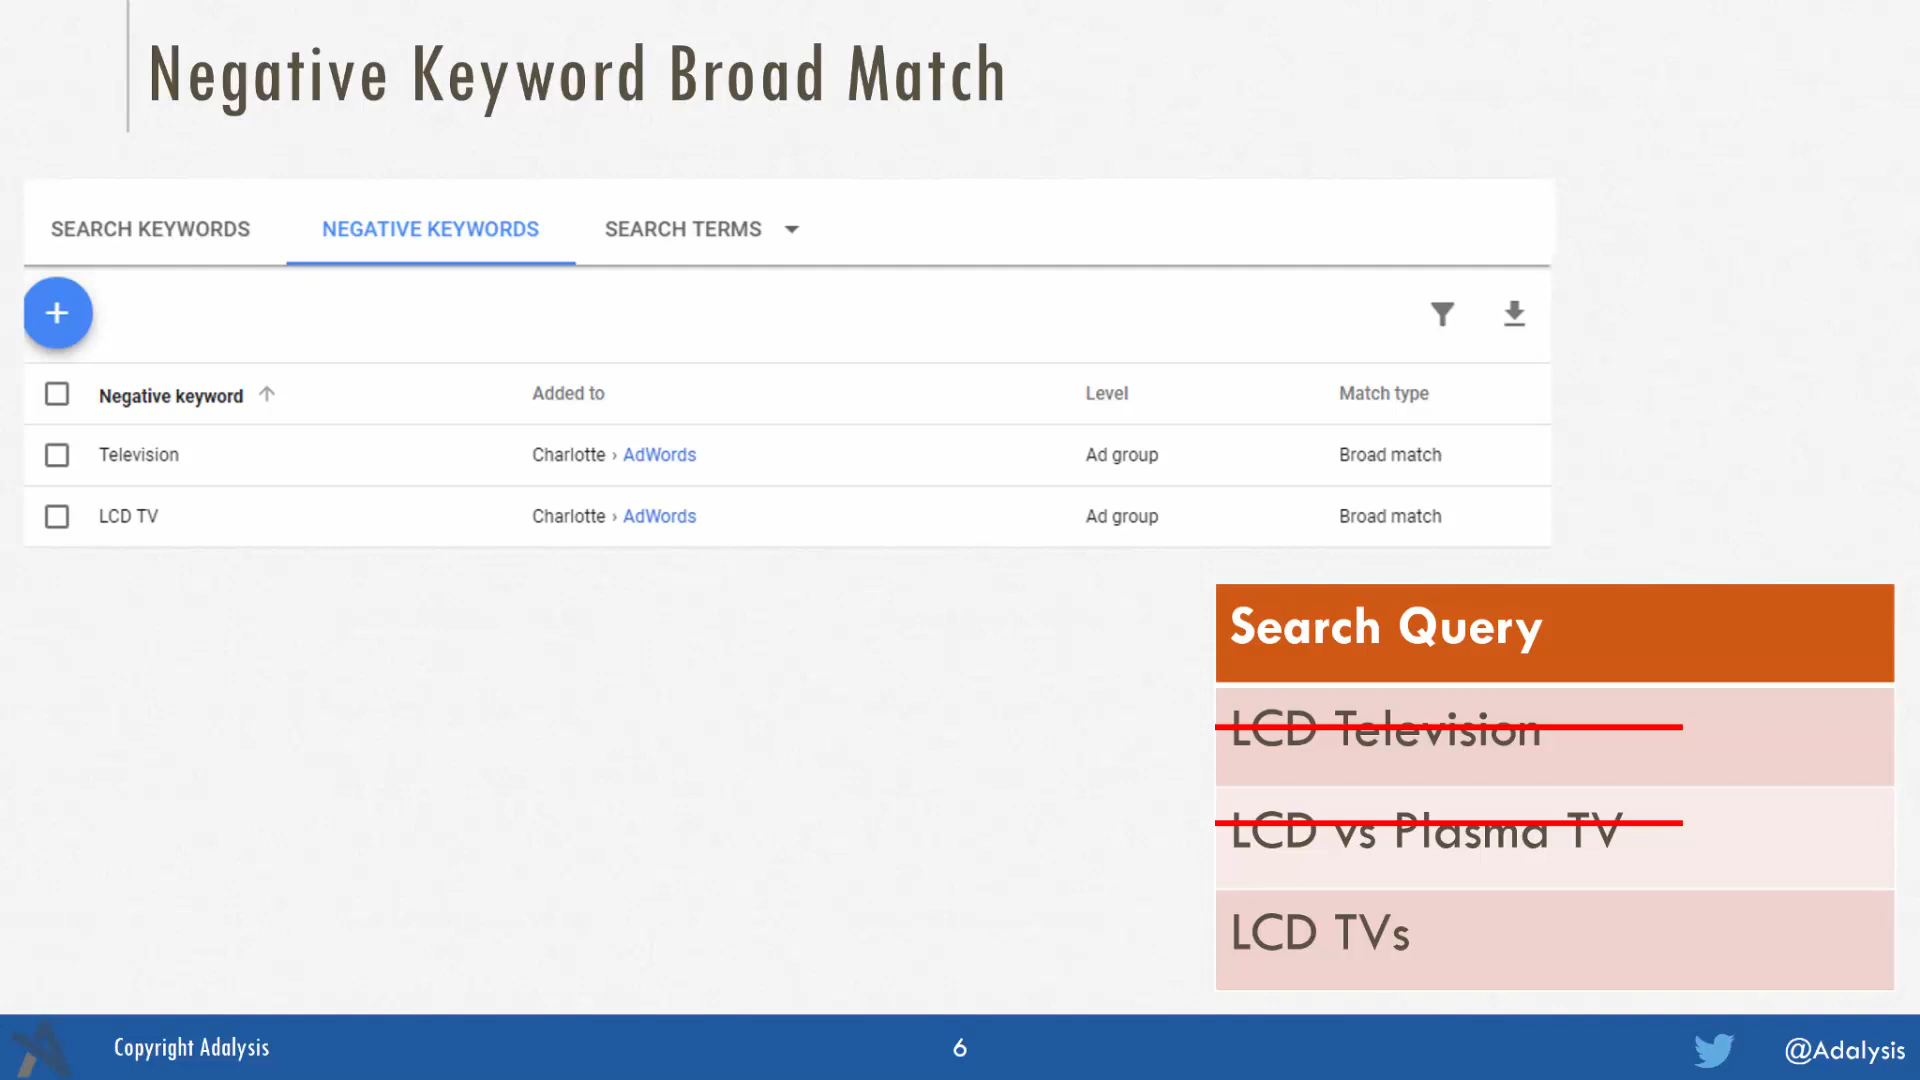 Negative Keyword Broad Match
SEARCH KEYWORDS NEGATIVE KEYWORDS SEARCH TERMS
Negative keyword Added to Level Match type
Television Charlotte › AdWords Ad group Broad match
LCD TV Charlotte › AdWords Ad group Broad match
Search Query
LCD Television
LCD vs Plasma TV
LCD TVs
Copyright Adalysis 6 @Adalysis